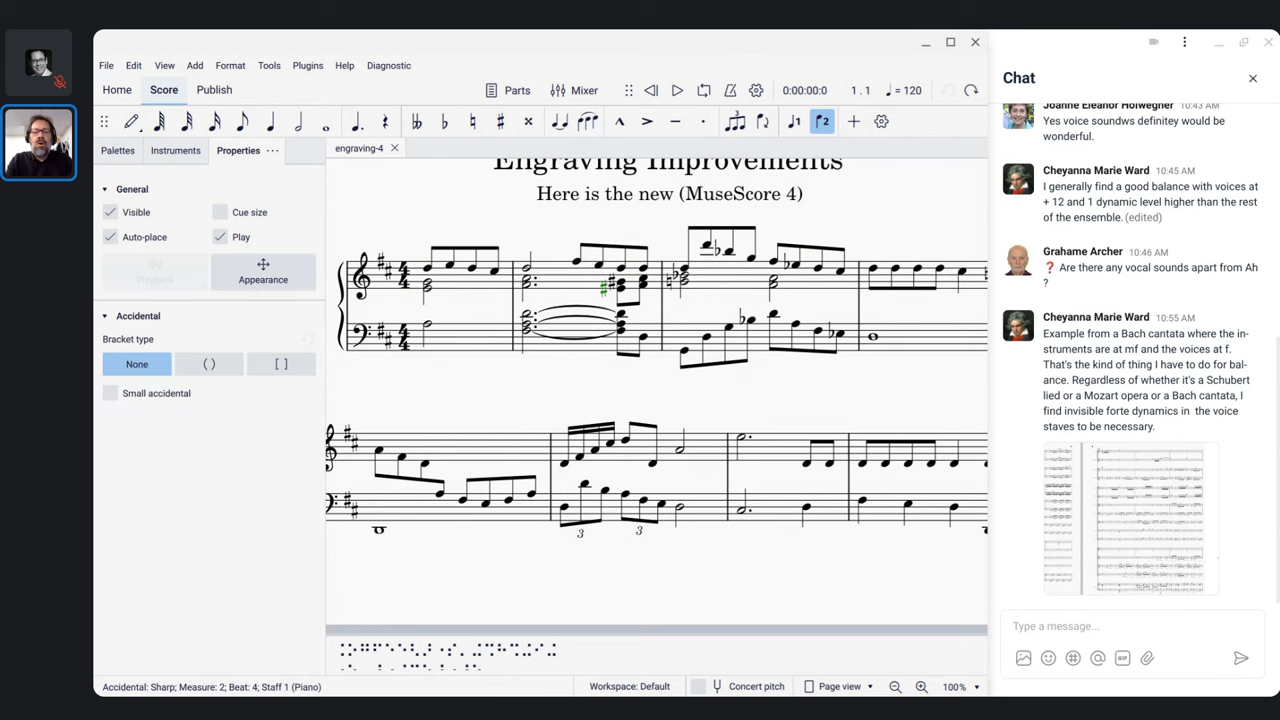 File Edit View Add Format Tools Plugins Help Diagnostic
Home Score Publish
Parts Mixer 0:00:00:0 1 . 1 = 120
Palettes Instruments Properties
engraving-4
General
Visible Cue size
Auto-place Play
Playback Appearance
Accidental
Bracket type
None ( ) [ ]
Small accidental
Engraving Improvements
Here is the new (MuseScore 4)
3 3
Accidental: Sharp; Measure: 2; Beat: 4; Staff 1 (Piano)
Workspace: Default Concert pitch Page view 100%
Chat
Joanne Eleanor Hofwegner 10:43 AM
Yes voice soundws definitey would be
wonderful.
Cheyanna Marie Ward 10:45 AM
I generally find a good balance with voices at
+ 12 and 1 dynamic level higher than the rest
of the ensemble. (edited)
Grahame Archer 10:46 AM
❓ Are there any vocal sounds apart from Ah
?
Cheyanna Marie Ward 10:55 AM
Example from a Bach cantata where the in-
struments are at mf and the voices at f.
That's the kind of thing I have to do for bal-
ance. Regardless of whether it's a Schubert
lied or a Mozart opera or a Bach cantata, I
find invisible forte dynamics in the voice
staves to be necessary.
Type a message...
GIF